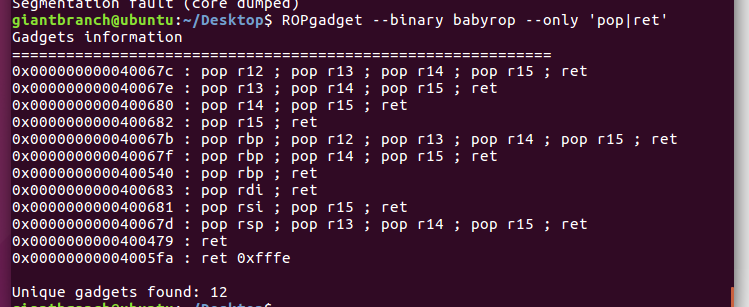 Segmentation fault (core dumped)
giantbranch@ubuntu:~/Desktop$ ROPgadget --binary babyrop --only 'pop|ret'
Gadgets information
============================================================
0x000000000040067c : pop r12 ; pop r13 ; pop r14 ; pop r15 ; ret
0x000000000040067e : pop r13 ; pop r14 ; pop r15 ; ret
0x0000000000400680 : pop r14 ; pop r15 ; ret
0x0000000000400682 : pop r15 ; ret
0x000000000040067b : pop rbp ; pop r12 ; pop r13 ; pop r14 ; pop r15 ; ret
0x000000000040067f : pop rbp ; pop r14 ; pop r15 ; ret
0x0000000000400540 : pop rbp ; ret
0x0000000000400683 : pop rdi ; ret
0x0000000000400681 : pop rsi ; pop r15 ; ret
0x000000000040067d : pop rsp ; pop r13 ; pop r14 ; pop r15 ; ret
0x0000000000400479 : ret
0x00000000004005fa : ret 0xfffe

Unique gadgets found: 12
giantbranch@ubuntu:~/Desktop$